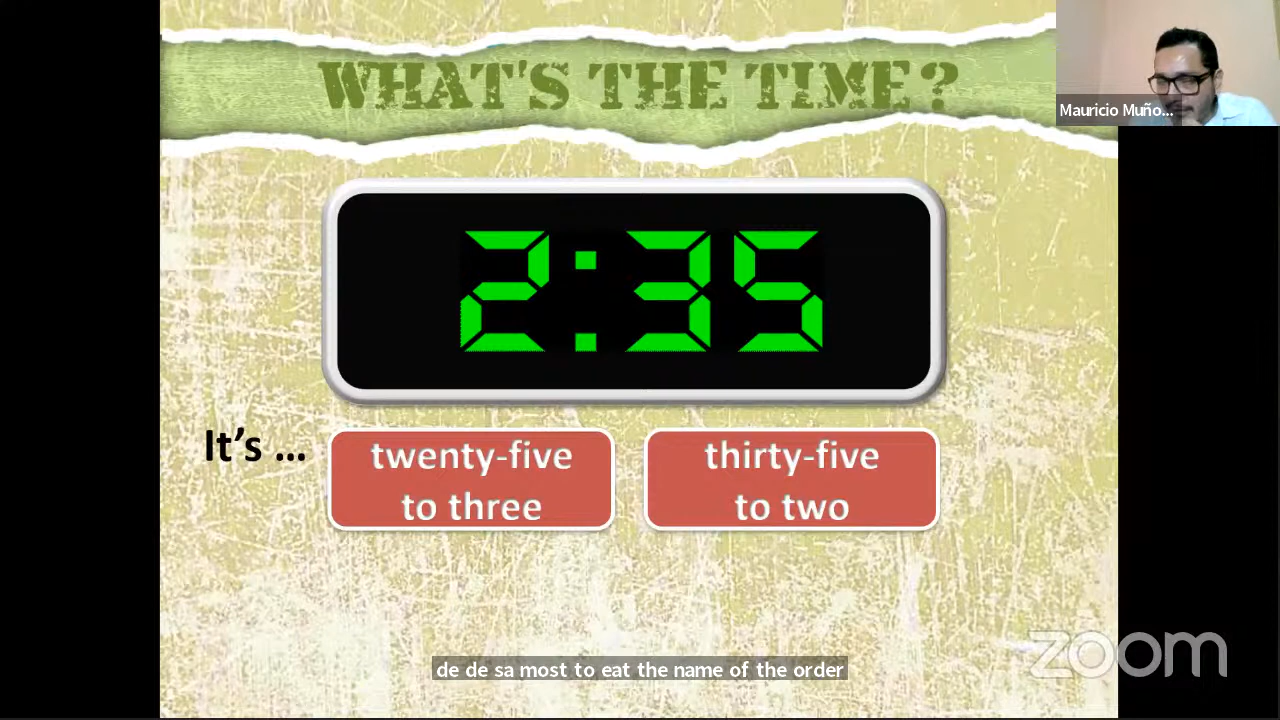 WHAT'S THE TIME?
Mauricio Muño...
2:35
It's ...
twenty-five
to three
thirty-five
to two
zoom
de de sa most to eat the name of the order